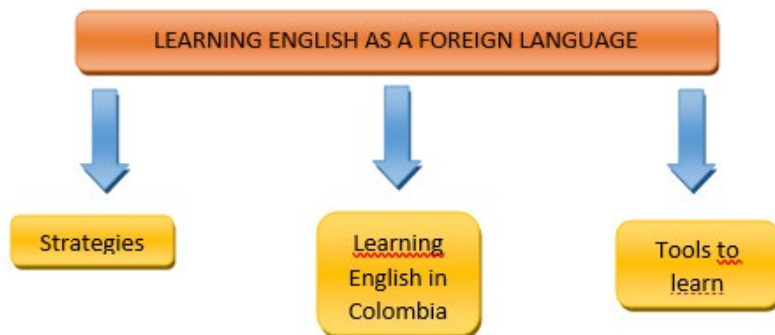 LEARNING ENGLISH AS A FOREIGN LANGUAGE
Strategies
Learning
English in
Colombia
Tools to
learn